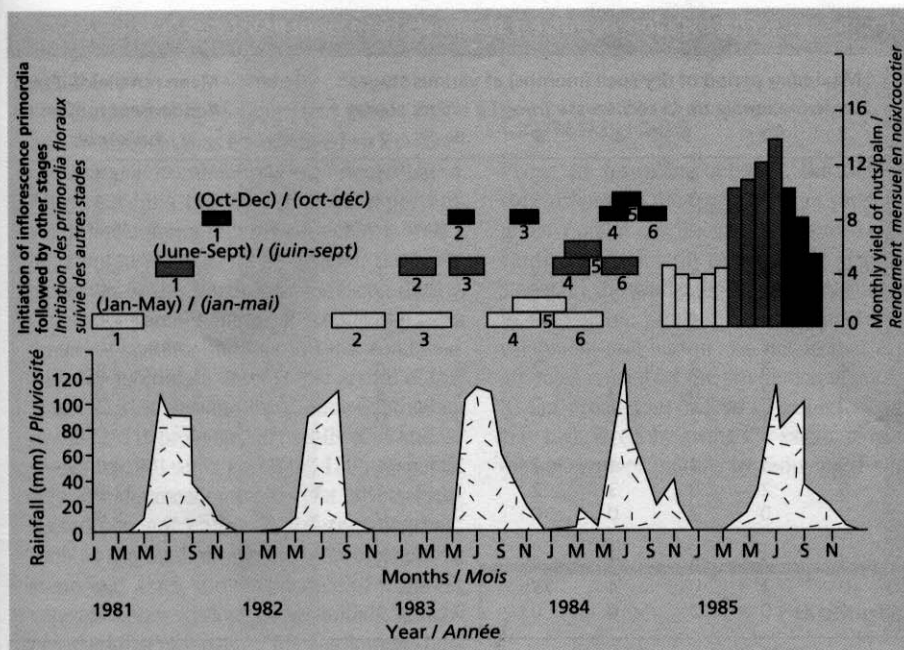 Initiation of inflorescence primordia
followed by other stages
Initiation des primordia floraux
suivie des autres stades
(Oct-Dec) / (oct-déc)
1 2 3 4 5 6
(June-Sept) / (juin-sept)
1 2 3 4 5 6
(Jan-May) / (jan-mai)
1 2 3 4 5 6
16
12
8
4
0
Monthly yield of nuts/palm /
Rendement mensuel en noix/cocotier
Rainfall (mm) / Pluviosité
120
100
80
60
40
20
0
J M M J S N J M M J S N J M M J S N J M M J S N J M M J S N
Months / Mois
1981 1982 1983 1984 1985
Year / Année